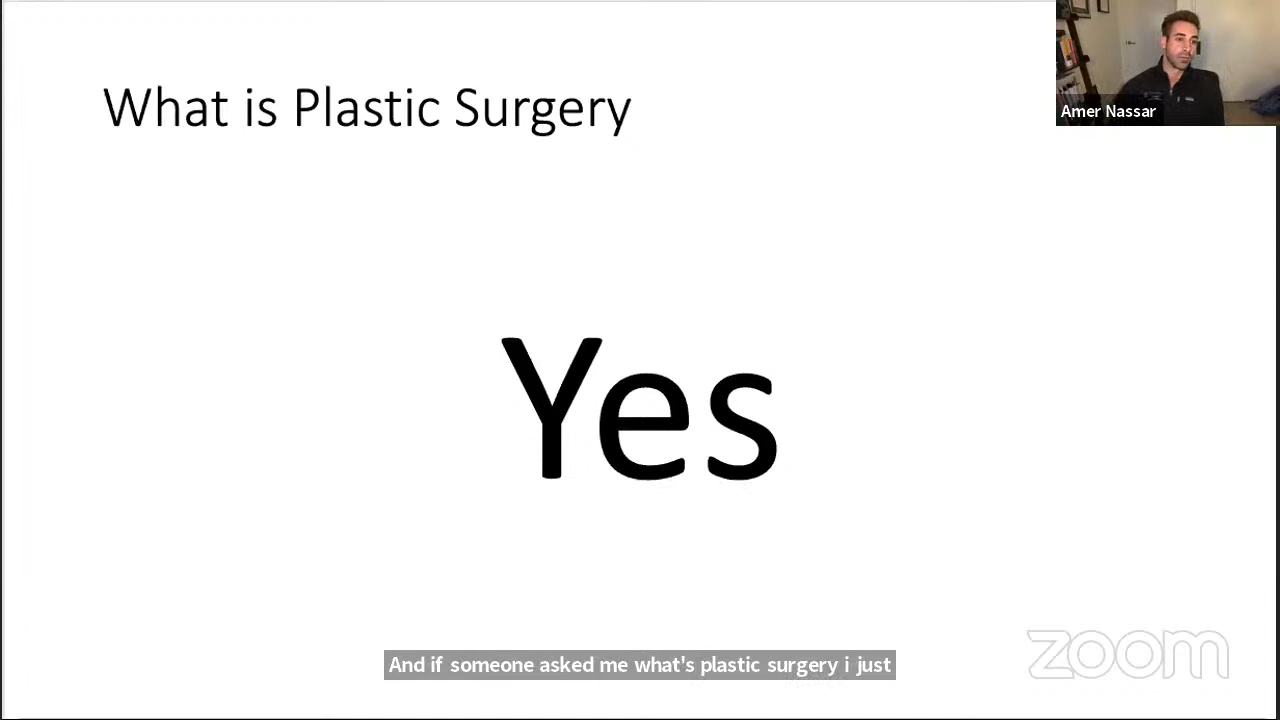 What is Plastic Surgery
Amer Nassar
Yes
And if someone asked me what's plastic surgery i just
zoom